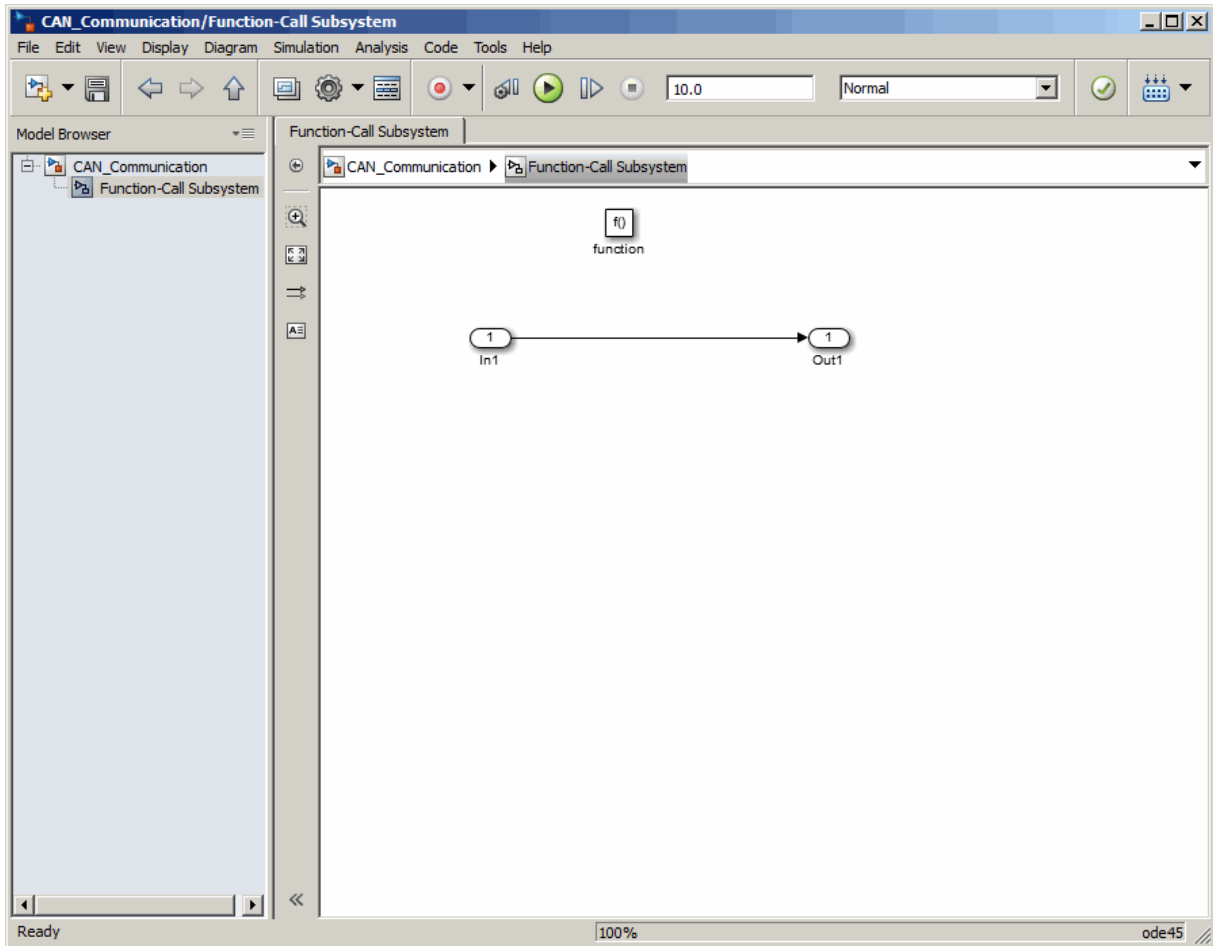 CAN_Communication/Function-Call Subsystem
File Edit View Display Diagram Simulation Analysis Code Tools Help
10.0 Normal
Model Browser
Function-Call Subsystem
CAN_Communication
Function-Call Subsystem
CAN_Communication Function-Call Subsystem
f()
function
A
1
In1
1
Out1
Ready 100% ode45